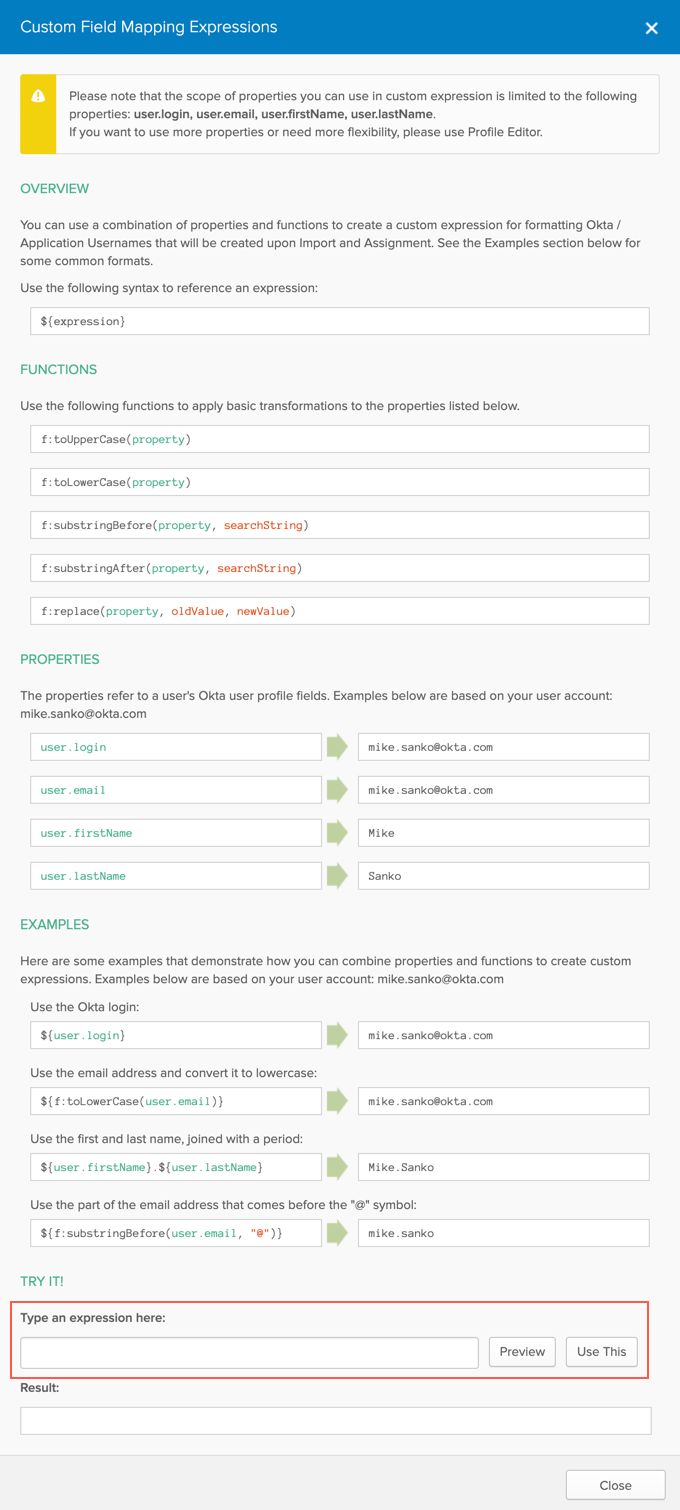 Custom Field Mapping Expressions
Please note that the scope of properties you can use in custom expression is limited to the following
properties: user.login, user.email, user.firstName, user.lastName.
If you want to use more properties or need more flexibility, please use Profile Editor.
OVERVIEW
You can use a combination of properties and functions to create a custom expression for formatting Okta /
Application Usernames that will be created upon Import and Assignment. See the Examples section below for
some common formats.
Use the following syntax to reference an expression:
${expression}
FUNCTIONS
Use the following functions to apply basic transformations to the properties listed below.
f:toUpperCase(property)
f:toLowerCase(property)
f:substringBefore(property, searchString)
f:substringAfter(property, searchString)
f:replace(property, oldValue, newValue)
PROPERTIES
The properties refer to a user's Okta user profile fields. Examples below are based on your user account:
mike.sanko@okta.com
user.login mike.sanko@okta.com
user.email mike.sanko@okta.com
user.firstName Mike
user.lastName Sanko
EXAMPLES
Here are some examples that demonstrate how you can combine properties and functions to create custom
expressions. Examples below are based on your user account: mike.sanko@okta.com
Use the Okta login:
${user.login} mike.sanko@okta.com
Use the email address and convert it to lowercase:
${f:toLowerCase(user.email)} mike.sanko@okta.com
Use the first and last name, joined with a period:
${user.firstName}.${user.lastName} Mike.Sanko
Use the part of the email address that comes before the "@" symbol:
${f:substringBefore(user.email, "@")} mike.sanko
TRY IT!
Type an expression here:
Preview Use This
Result:
Close